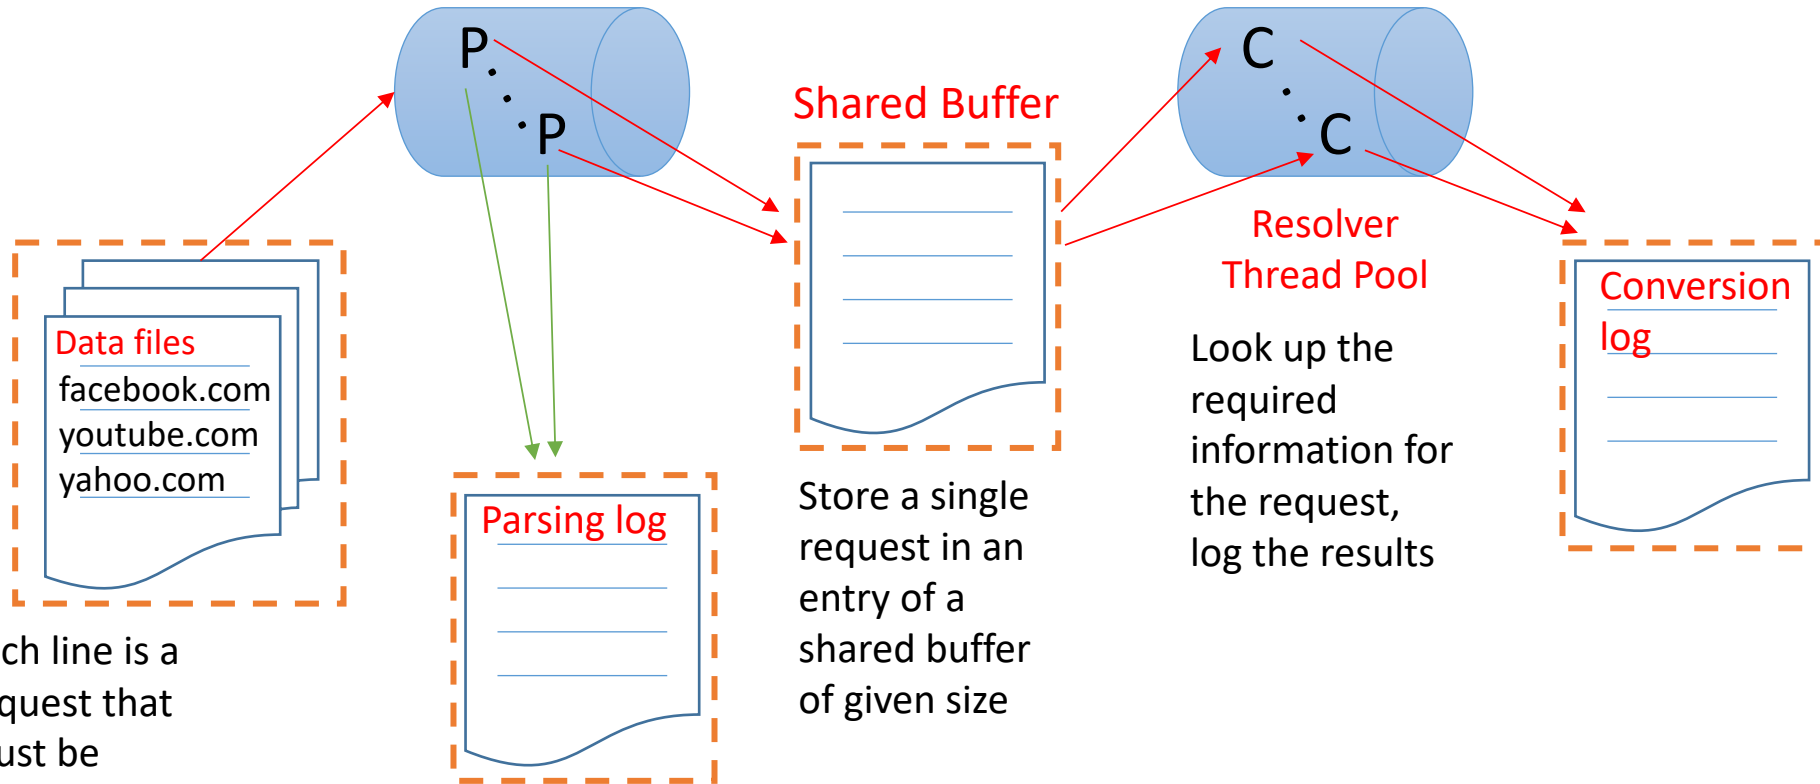 P
P
Shared Buffer
C
C
Resolver
Thread Pool
Data files
facebook.com
youtube.com
yahoo.com
ch line is a
quest that
ust be
Parsing log
Store a single
request in an
entry of a
shared buffer
of given size
Look up the
required
information for
the request,
log the results
Conversion
log